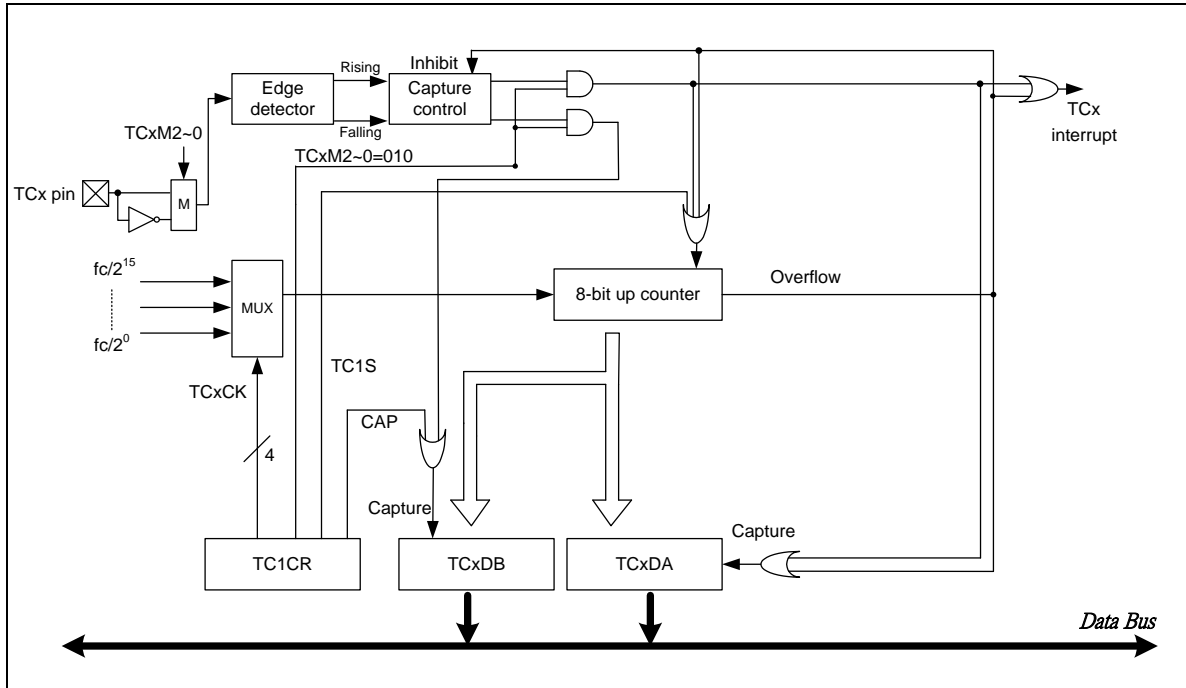 Inhibit
Rising
Edge
detector
Capture
control
Falling
TCx
interrupt
TCxM2~0
TCxM2~0=010
TCx pin
M
fc/2^15
MUX
8-bit up counter
Overflow
fc/2^0
TC1S
TCxCK
CAP
4
Capture
Capture
TC1CR
TCxDB
TCxDA
Data Bus